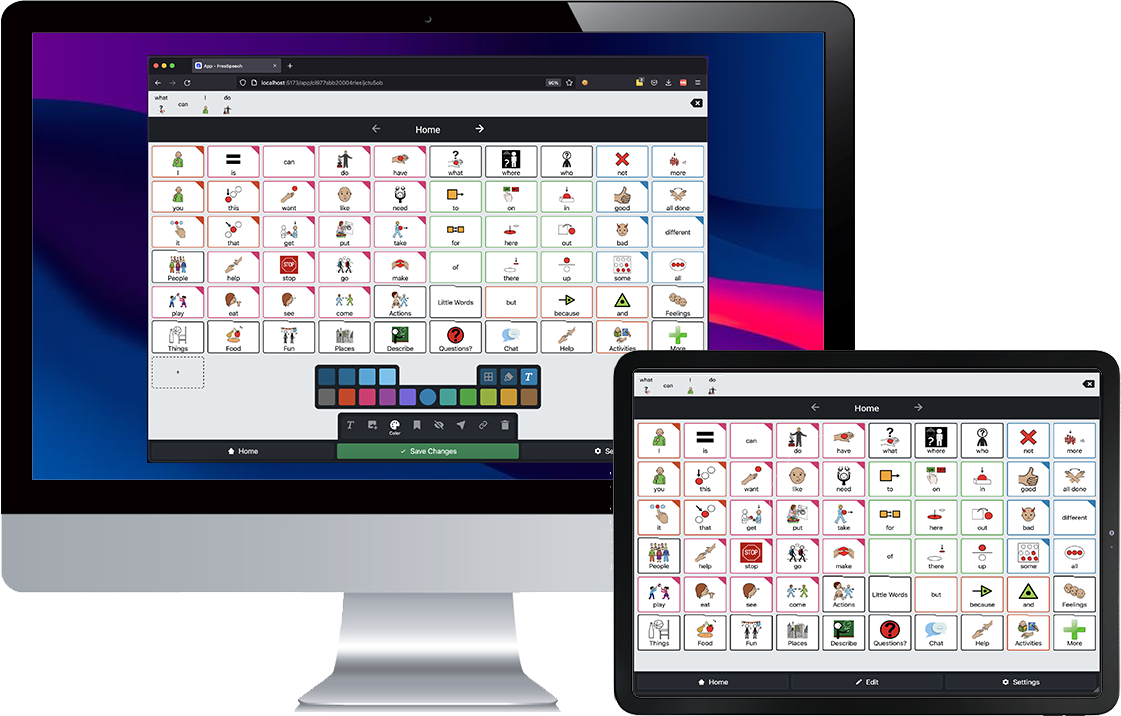 App - FreeSpeech
90%
what can I do
Home
I is can do have what where who not more
you this want like need to on in good all done
it that get put take for here out bad different
People help stop go make of there up some all
STOP
play eat see come Actions Little Words but because and Feelings
Things Food Fun Places Describe Questions? Chat Help Activities More
+
T
T
Color
Home Save Changes
what can I do
Home
I is can do have what where who not more
you this want like need to on in good all done
it that get put take for here out bad different
People help stop go make of there up some all
STOP
play eat see come Actions Little Words but because and Feelings
Things Food Fun Places Describe Questions? Chat Help Activities More
Home Edit Settings